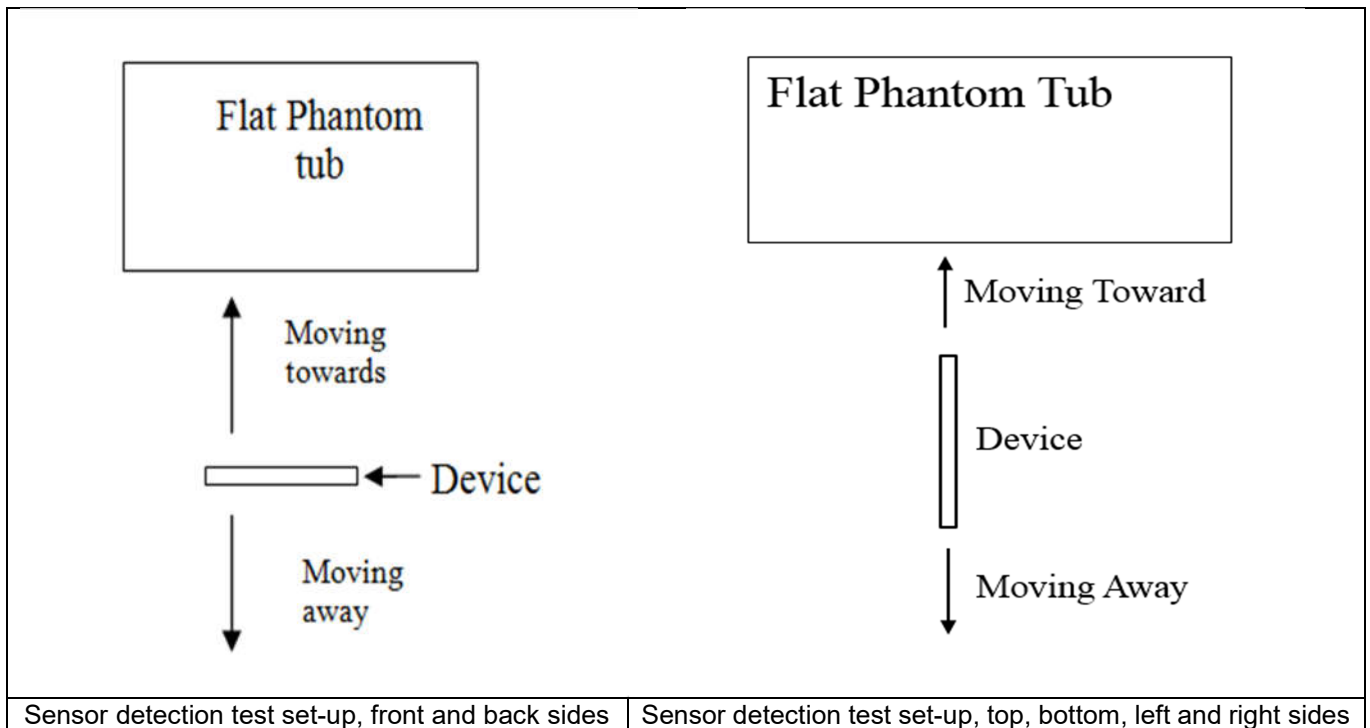 Flat Phantom
tub
Moving
towards
Device
Moving
away
Flat Phantom Tub
Moving Toward
Device
Moving Away
Sensor detection test set-up, front and back sides
Sensor detection test set-up, top, bottom, left and right sides